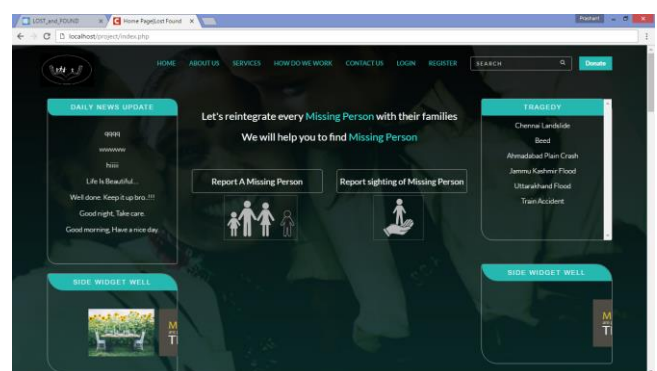 LOST_and_FOUND
Home Page|Lost Found
Prashant
localhost/project/index.php
HOME ABOUT US SERVICES HOW DO WE WORK CONTACT US LOGIN REGISTER SEARCH Donate
DAILY NEWS UPDATE
qqqq
wwwww
hiiii
Life Is Beautiful...
Well done. Keep it up bro..!!!
Good night, Take care.
Good morning, Have a nice day
SIDE WIDGET WELL
Let's reintegrate every Missing Person with their families
We will help you to find Missing Person
Report A Missing Person
Report sighting of Missing Person
TRAGEDY
Chennai Landslide
Beed
Ahmadabad Plain Crash
Jammu Kashmir Flood
Uttarakhand Flood
Train Accident
SIDE WIDGET WELL